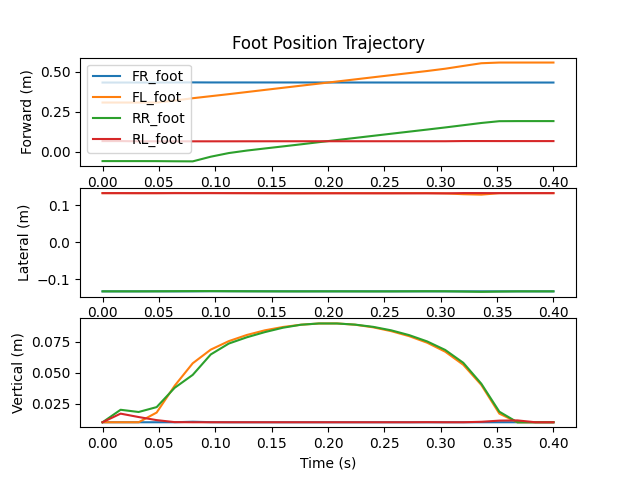 Foot Position Trajectory
Forward (m)
0.50
0.25
0.00
FR_foot
FL_foot
RR_foot
RL_foot
0.00 0.05 0.10 0.15 0.20 0.25 0.30 0.35 0.40
Lateral (m)
0.1
0.0
−0.1
0.00 0.05 0.10 0.15 0.20 0.25 0.30 0.35 0.40
Vertical (m)
0.075
0.050
0.025
0.00 0.05 0.10 0.15 0.20 0.25 0.30 0.35 0.40
Time (s)